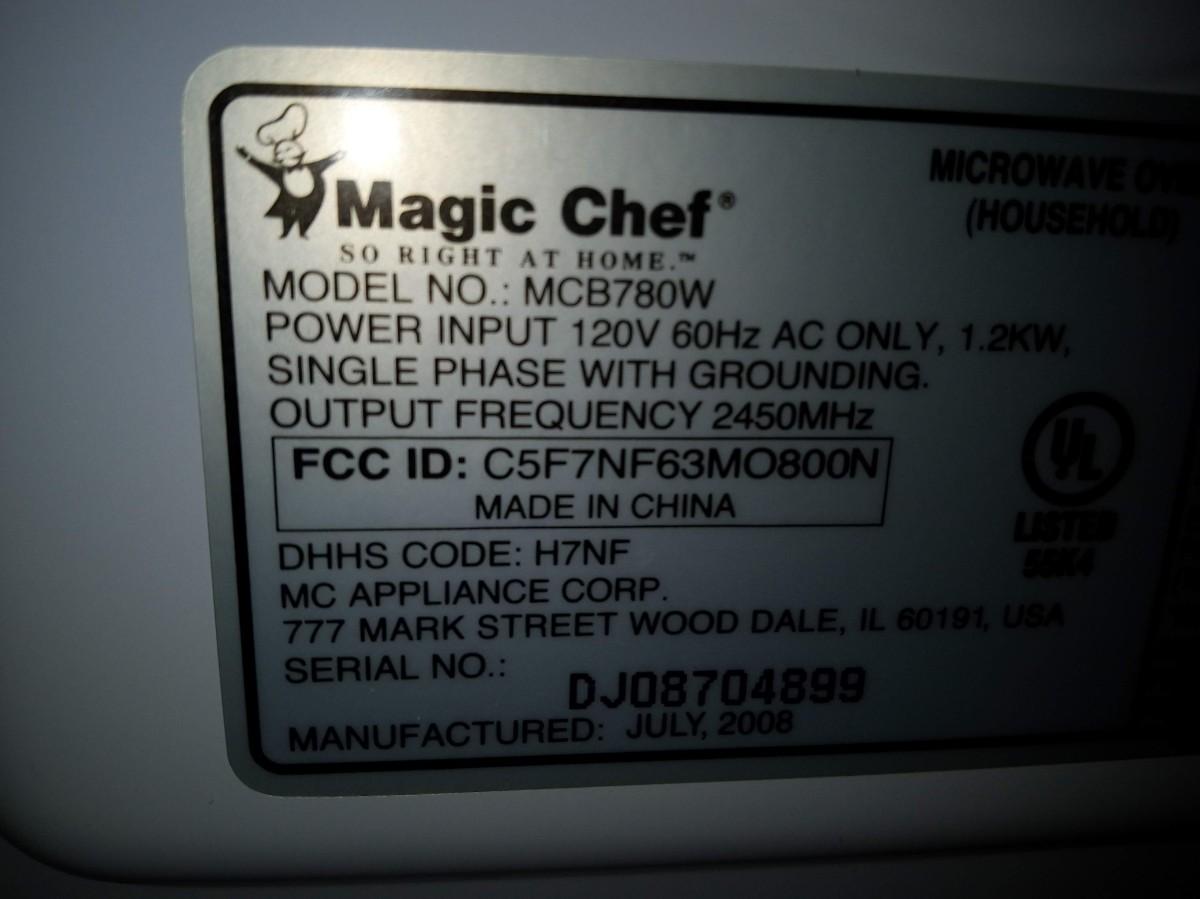 Magic Chef®
SO RIGHT AT HOME.™
MICROWAVE
(HOUSEHOLD)
MODEL NO.: MCB780W
POWER INPUT 120V 60Hz AC ONLY, 1.2KW,
SINGLE PHASE WITH GROUNDING.
OUTPUT FREQUENCY 2450MHz
FCC ID: C5F7NF63MO800N
MADE IN CHINA
UL
LISTED
DHHS CODE: H7NF
MC APPLIANCE CORP.
777 MARK STREET WOOD DALE, IL 60191, USA
SERIAL NO.:
DJ08704899
MANUFACTURED: JULY, 2008